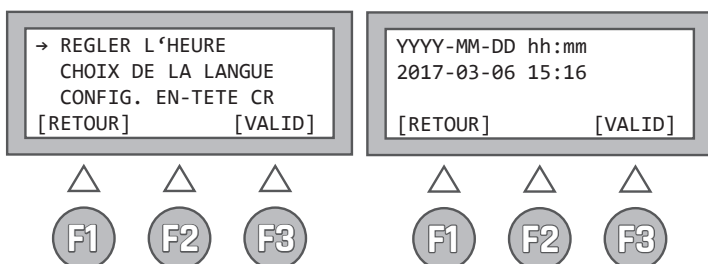 → REGLER L‘HEURE
CHOIX DE LA LANGUE
CONFIG. EN-TETE CR
[RETOUR] [VALID]
F1 F2 F3
YYYY-MM-DD hh:mm
2017-03-06 15:16
[RETOUR] [VALID]
F1 F2 F3